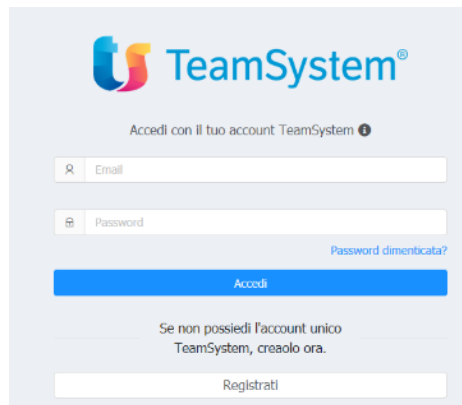 TeamSystem®
Accedi con il tuo account TeamSystem
Email
Password
Password dimenticata?
Accedi
Se non possiedi l'account unico
TeamSystem, creaolo ora.
Registrati